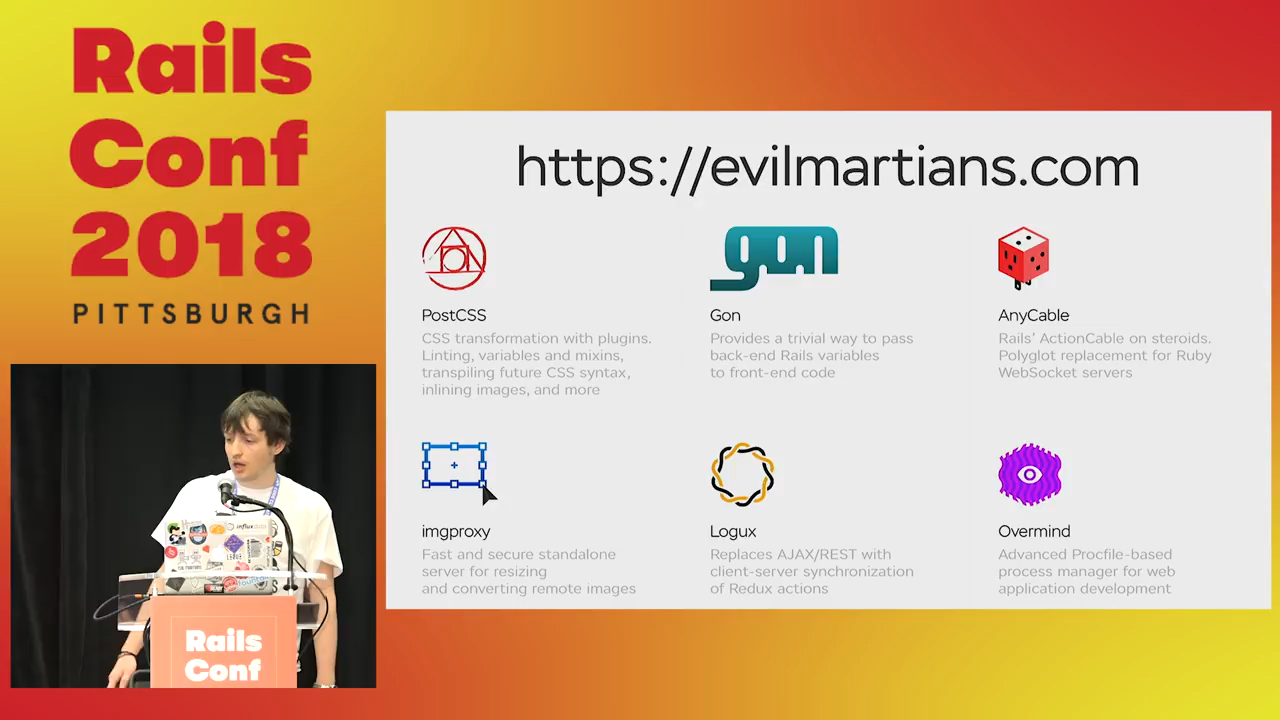 Rails
Conf
2018
PITTSBURGH
https://evilmartians.com
gon
PostCSS
CSS transformation with plugins.
Linting, variables and mixins,
transpiling future CSS syntax,
inlining images, and more
Gon
Provides a trivial way to pass
back-end Rails variables
to front-end code
AnyCable
Rails' ActionCable on steroids.
Polyglot replacement for Ruby
WebSocket servers
imgproxy
Fast and secure standalone
server for resizing
and converting remote images
Logux
Replaces AJAX/REST with
client-server synchronization
of Redux actions
Overmind
Advanced Procfile-based
process manager for web
application development
influxdata
Rails
Conf